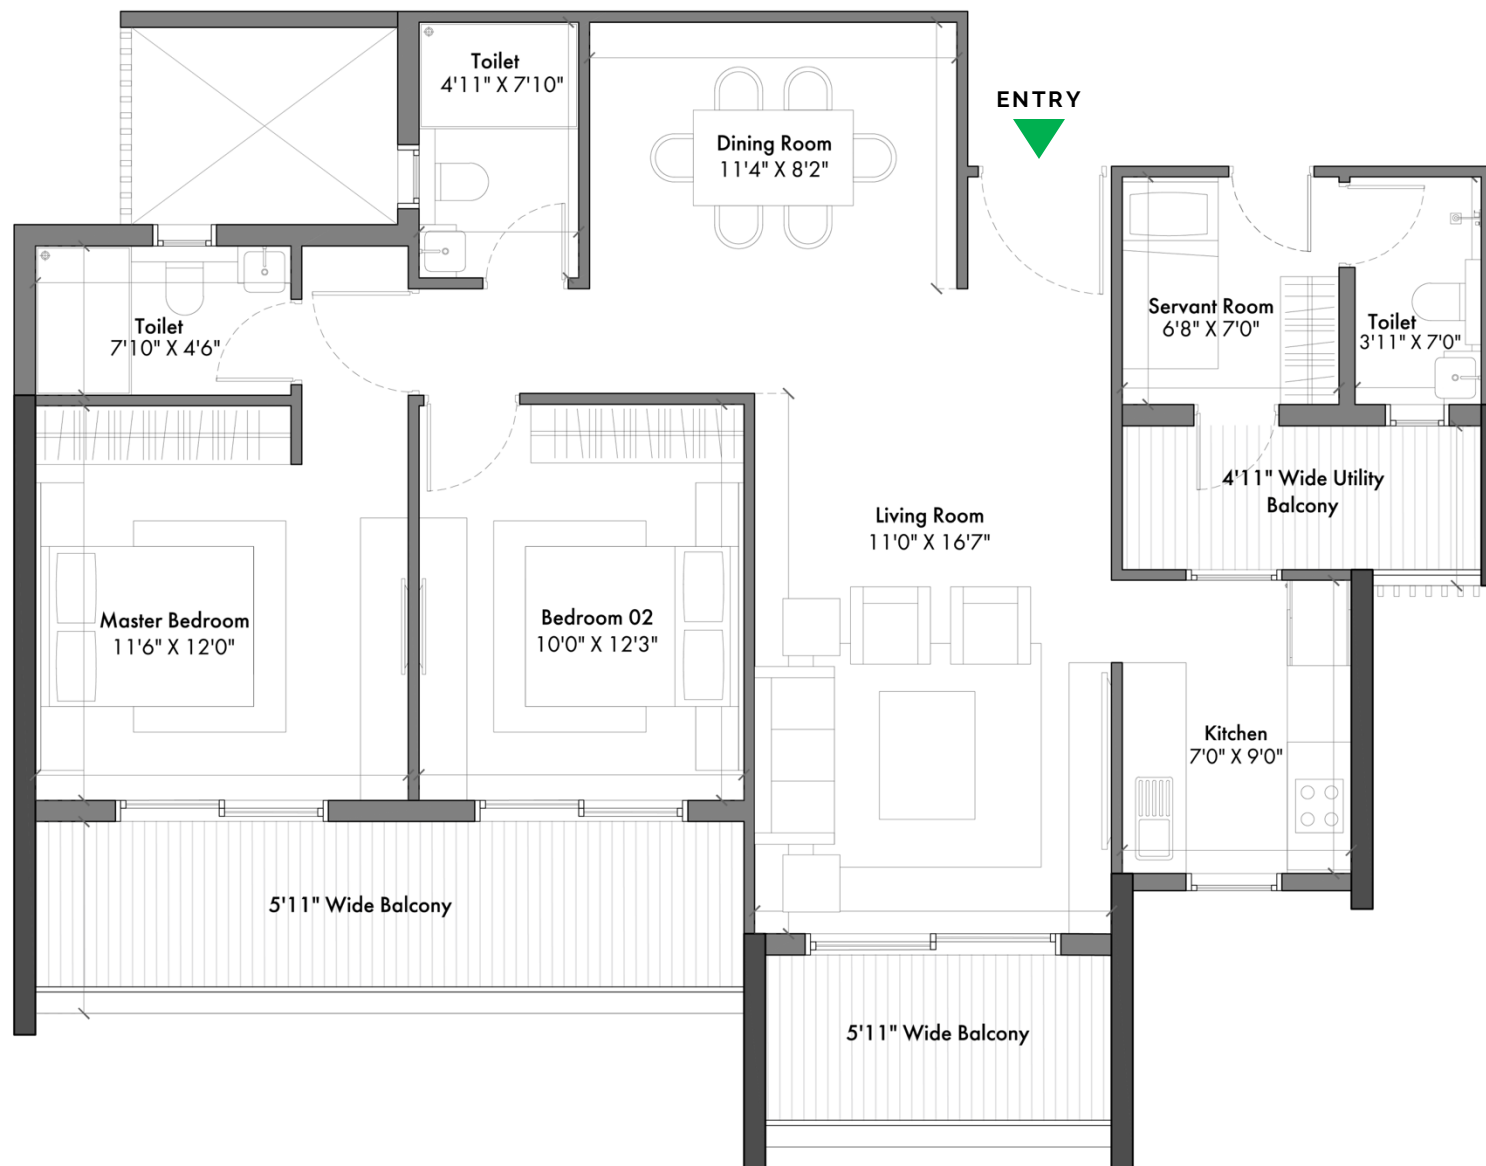 Toilet
4'11" X 7'10"
Dining Room
11'4" X 8'2"
ENTRY
Toilet
7'10" X 4'6"
Servant Room
6'8" X 7'0"
Toilet
3'11" X 7'0"
4'11" Wide Utility
Balcony
Living Room
11'0" X 16'7"
Master Bedroom
11'6" X 12'0"
Bedroom 02
10'0" X 12'3"
Kitchen
7'0" X 9'0"
5'11" Wide Balcony
5'11" Wide Balcony